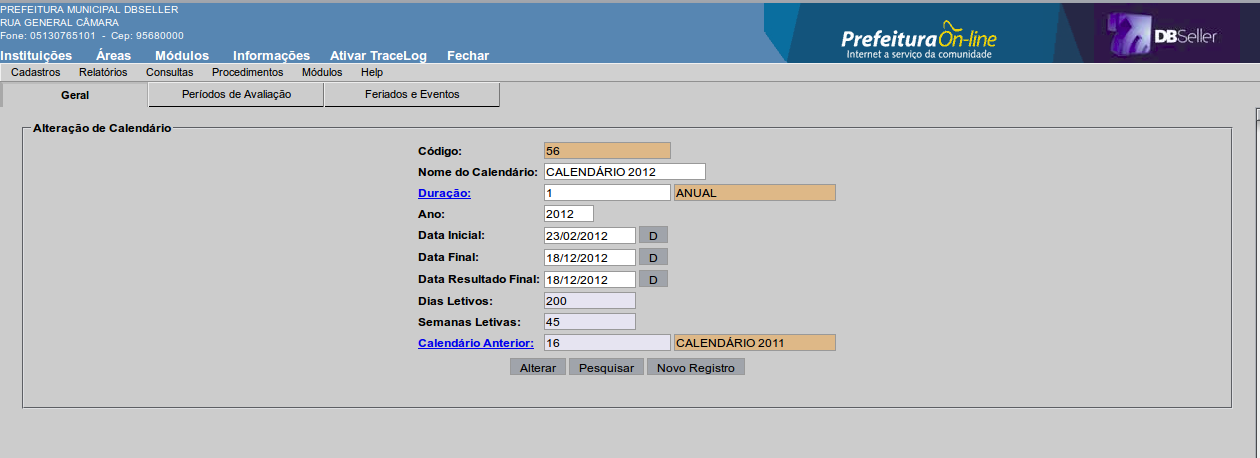 PREFEITURA MUNICIPAL DBSELLER
RUA GENERAL CÂMARA
Fone: 05130765101 - Cep: 95680000
PrefeituraOn-line
Internet a serviço da comunidade
DBSeller
Instituições Áreas Módulos Informações Ativar TraceLog Fechar
Cadastros Relatórios Consultas Procedimentos Módulos Help
Geral Períodos de Avaliação Feriados e Eventos
Alteração de Calendário
Código: 56
Nome do Calendário: CALENDÁRIO 2012
Duração: 1 ANUAL
Ano: 2012
Data Inicial: 23/02/2012 D
Data Final: 18/12/2012 D
Data Resultado Final: 18/12/2012 D
Dias Letivos: 200
Semanas Letivas: 45
Calendário Anterior: 16 CALENDÁRIO 2011
Alterar Pesquisar Novo Registro